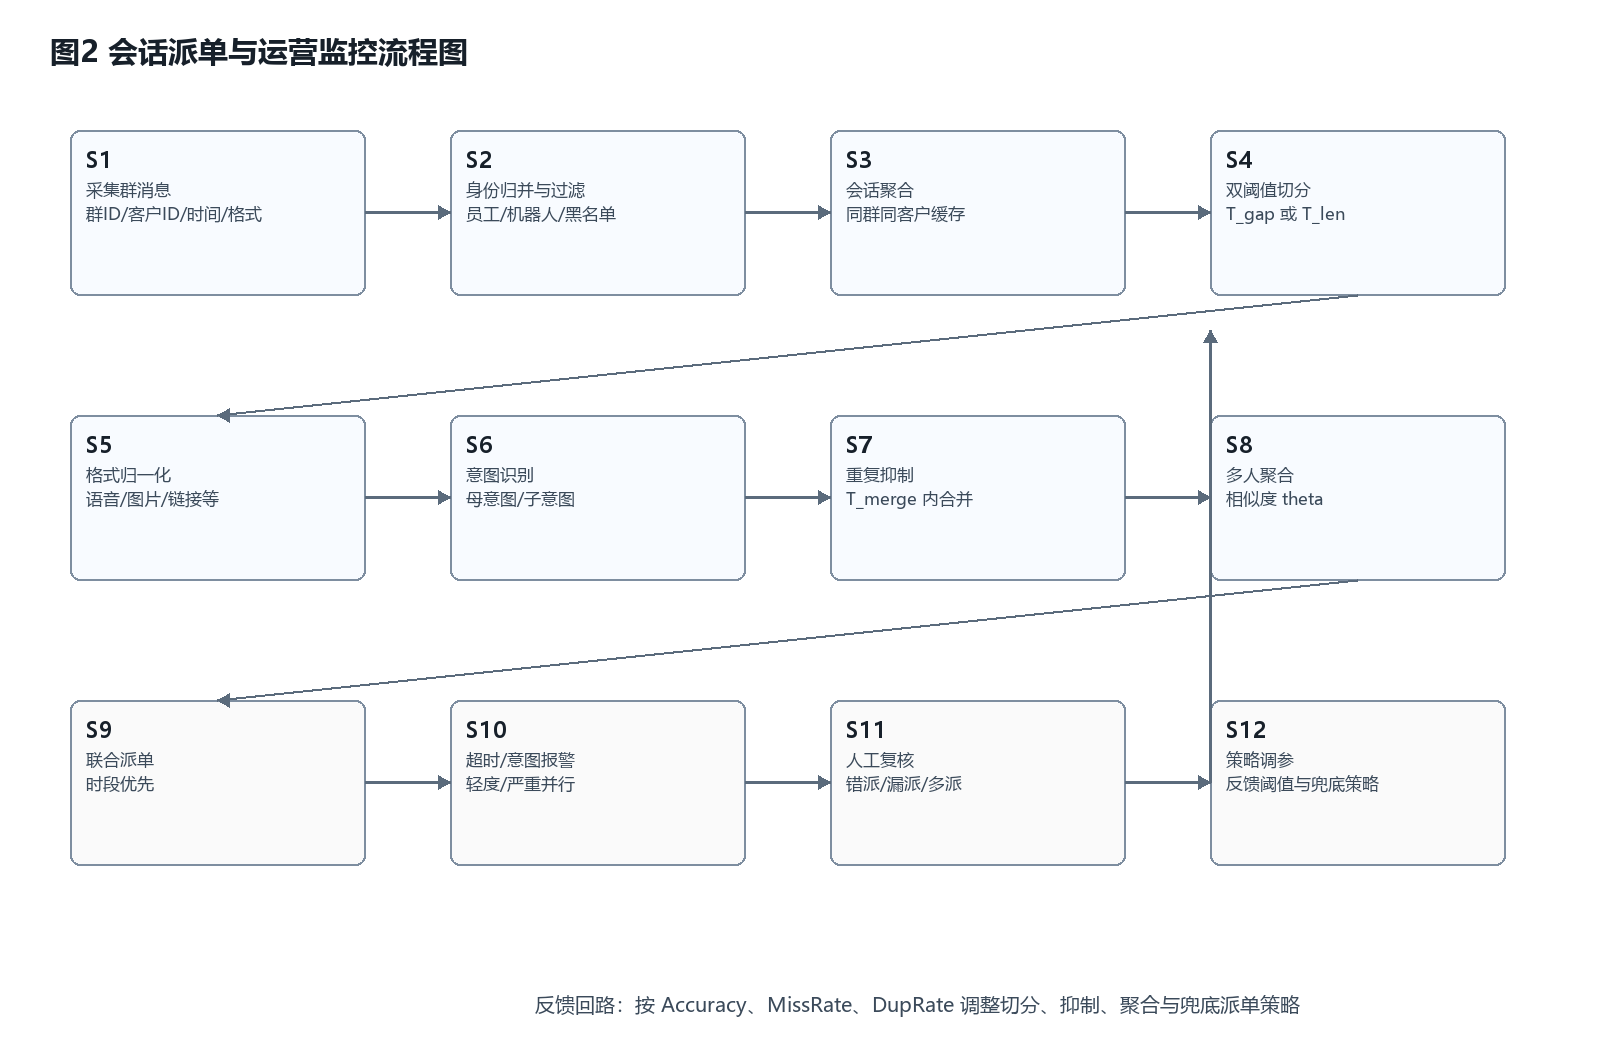 图2 会话派单与运营监控流程图
S1
采集群消息
群ID/客户ID/时间/格式
S2
身份归并与过滤
员工/机器人/黑名单
S3
会话聚合
同群同客户缓存
S4
双阈值切分
T_gap 或 T_len
S5
格式归一化
语音/图片/链接等
S6
意图识别
母意图/子意图
S7
重复抑制
T_merge 内合并
S8
多人聚合
相似度 theta
S9
联合派单
时段优先
S10
超时/意图报警
轻度/严重并行
S11
人工复核
错派/漏派/多派
S12
策略调参
反馈阈值与兜底策略
反馈回路：按 Accuracy、MissRate、DupRate 调整切分、抑制、聚合与兜底派单策略